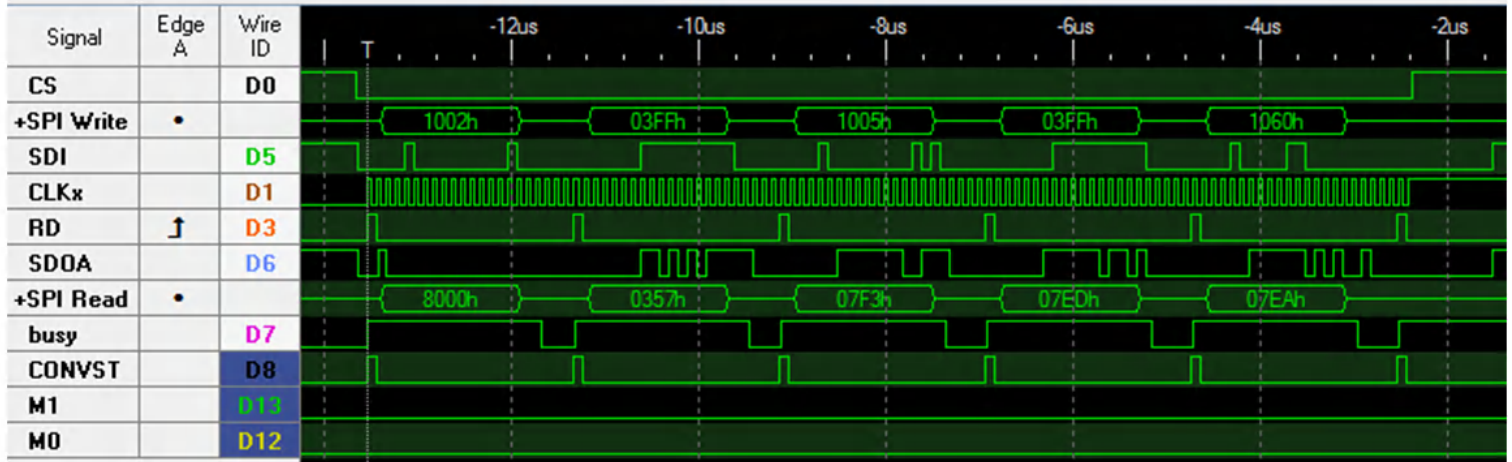 Signal Edge A Wire ID -12us -10us -8us -6us -4us -2us
T
CS D0
+SPI Write • 1002h 03FFh 1005h 03FFh 1060h
SDI D5
CLKx D1
RD D3
SDOA D6
+SPI Read • 8000h 0357h 07F3h 07EDh 07EAh
busy D7
CONVST D8
M1 D13
M0 D12